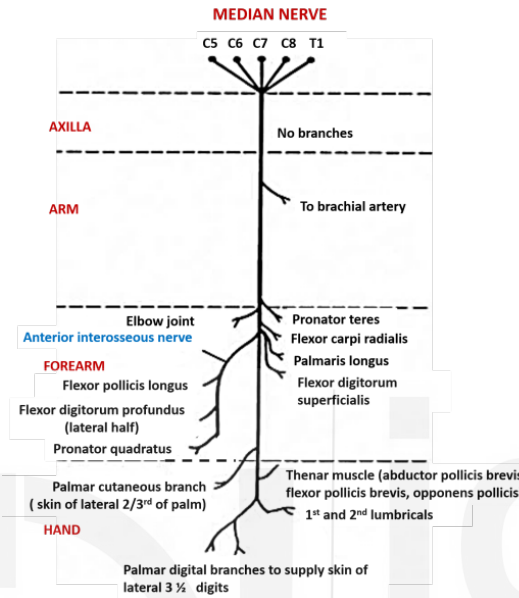 MEDIAN NERVE
C5 C6 C7 C8 T1
AXILLA
No branches
ARM
To brachial artery
Elbow joint
Pronator teres
Anterior interosseous nerve
Flexor carpi radialis
Palmaris longus
FOREARM
Flexor pollicis longus
Flexor digitorum
superficialis
Flexor digitorum profundus
(lateral half)
Pronator quadratus
Thenar muscle (abductor pollicis brevis
flexor pollicis brevis, opponens pollicis
Palmar cutaneous branch
( skin of lateral 2/3rd of palm)
1st and 2nd lumbricals
HAND
Palmar digital branches to supply skin of
lateral 3 ½ digits